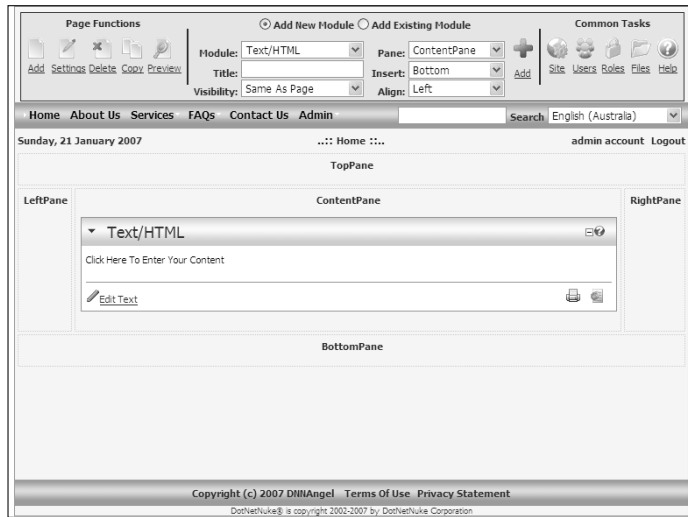 Page Functions
Add New Module Add Existing Module
Common Tasks
Module: Text/HTML Pane: ContentPane
Title: Insert: Bottom
Visibility: Same As Page Align: Left
Add Settings Delete Copy Preview
Add
Site Users Roles Files Help
Home About Us Services FAQs Contact Us Admin Search English (Australia)
Sunday, 21 January 2007 ..:: Home ::.. admin account Logout
TopPane
LeftPane ContentPane RightPane
Text/HTML
Click Here To Enter Your Content
Edit Text
BottomPane
Copyright (c) 2007 DNNAngel Terms Of Use Privacy Statement
DotNetNuke® is copyright 2002-2007 by DotNetNuke Corporation